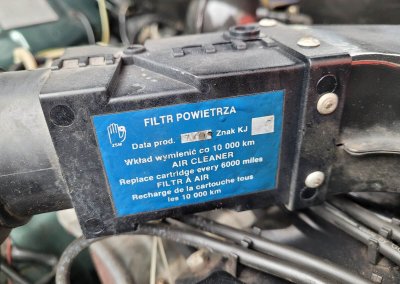 FILTR POWIETRZA
Data prod. Znak KJ
Wkład wymienić co 10 000 km
AIR CLEANER
Replace cartridge every 6000 miles
FILTR À AIR
Recharge de la cartouche tous
les 10 000 km